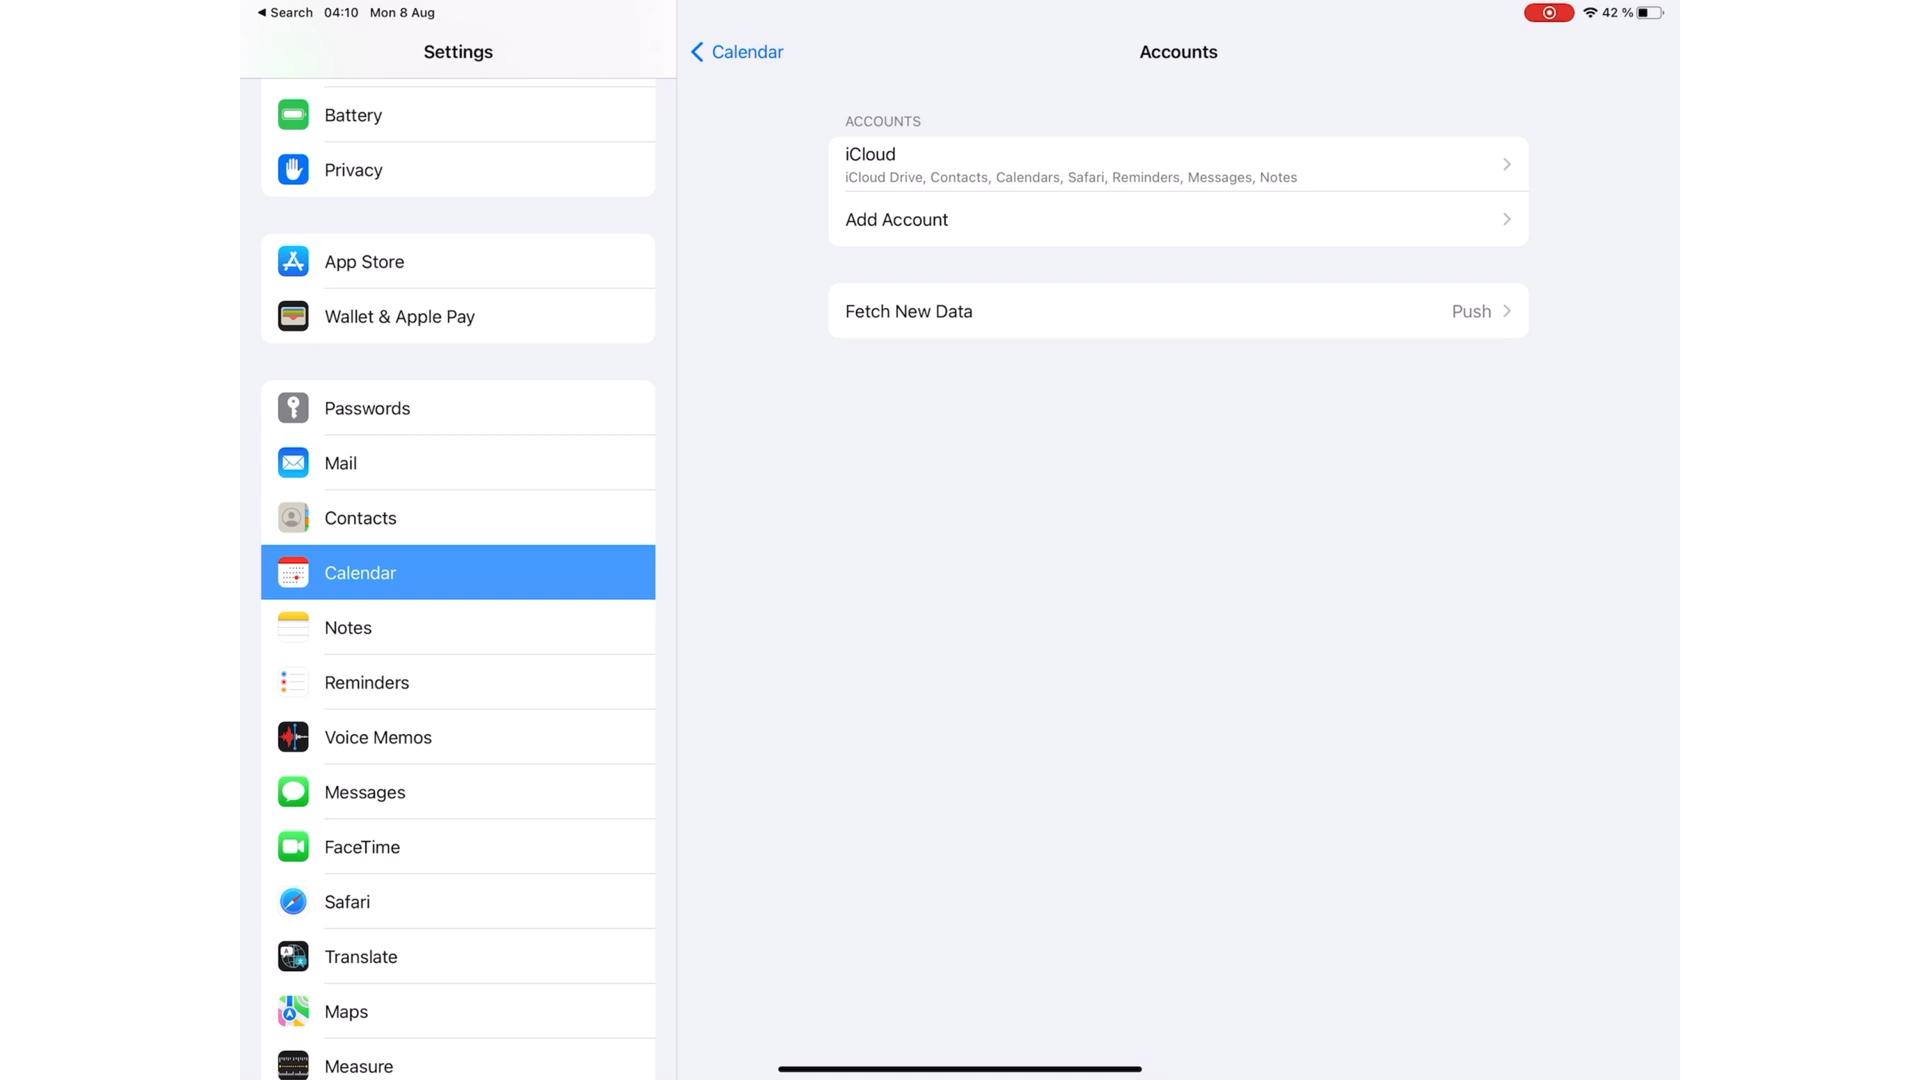 ◀ Search 04:10 Mon 8 Aug
42 %
Settings
Battery
Privacy
App Store
Wallet & Apple Pay
Passwords
Mail
Contacts
Calendar
Notes
Reminders
Voice Memos
Messages
FaceTime
Safari
Translate
Maps
Measure
Calendar
Accounts
ACCOUNTS
iCloud
iCloud Drive, Contacts, Calendars, Safari, Reminders, Messages, Notes
Add Account
Fetch New Data Push